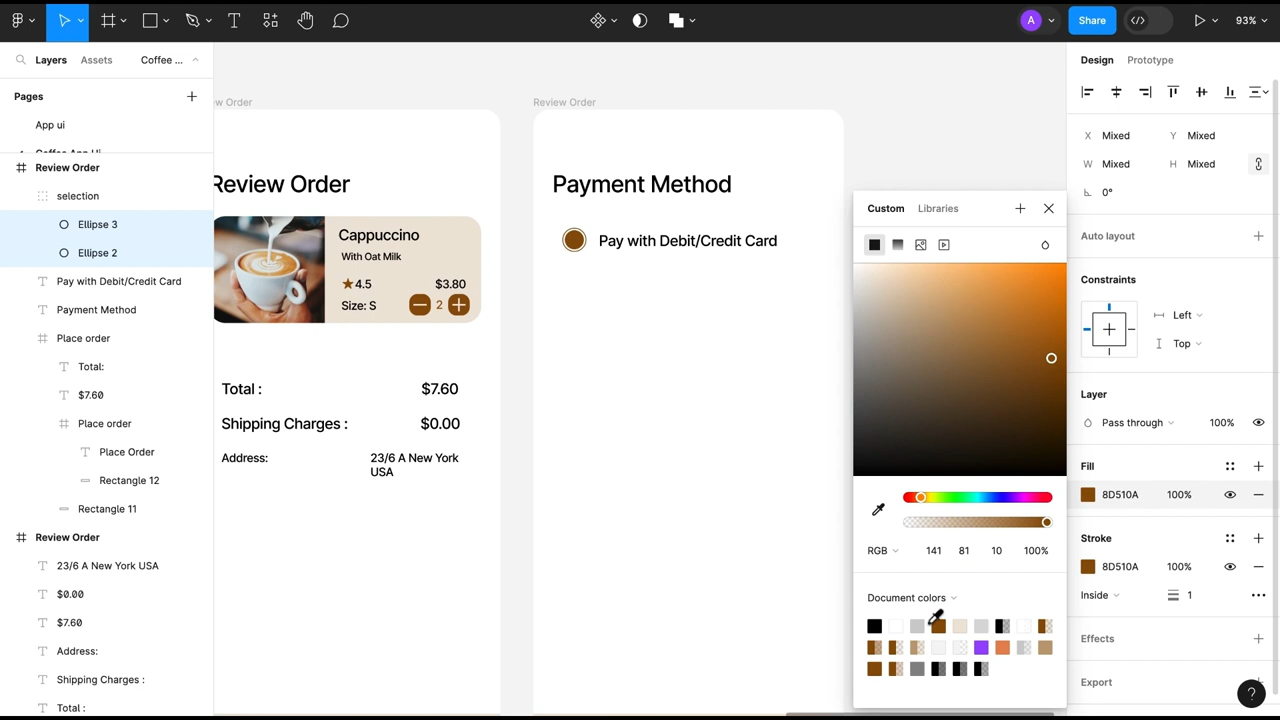 A
Share
93%
Layers
Assets
Coffee ...
Pages
App ui
Review Order
selection
Ellipse 3
Ellipse 2
Pay with Debit/Credit Card
Payment Method
Place order
Total:
$7.60
Place order
Place Order
Rectangle 12
Rectangle 11
Review Order
23/6 A New York USA
$0.00
$7.60
Address:
Shipping Charges :
Total :
ew Order
Review Order
Cappuccino
With Oat Milk
4.5
$3.80
Size: S
2
Total :
$7.60
Shipping Charges :
$0.00
Address:
23/6 A New York
USA
Review Order
Payment Method
Pay with Debit/Credit Card
Custom
Libraries
RGB
141
81
10
100%
Document colors
Design
Prototype
X
Mixed
Y
Mixed
W
Mixed
H
Mixed
0°
Auto layout
Constraints
Left
Top
Layer
Pass through
100%
Fill
8D510A
100%
Stroke
8D510A
100%
Inside
1
Effects
Export
?